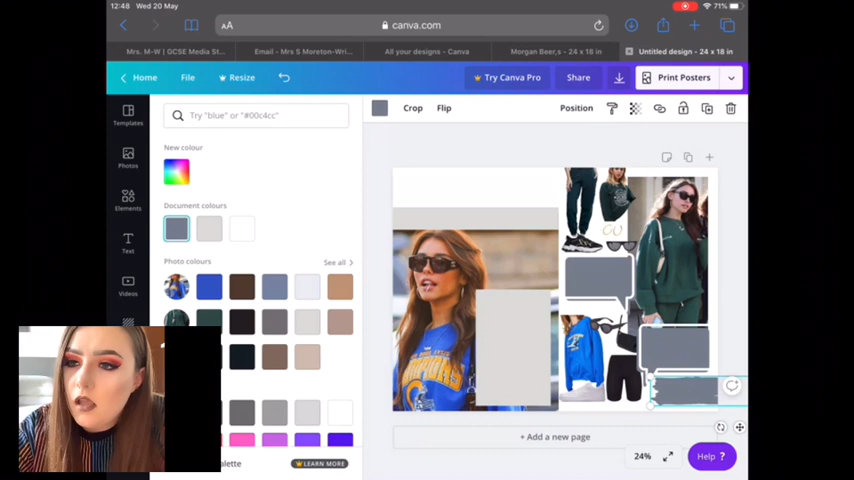 12:48 Wed 20 May
71%
AA
canva.com
Mrs. M-W | GCSE Media St...
Email - Mrs S Moreton-Wri...
All your designs - Canva
Morgan Beer,s - 24 x 18 in
Untitled design - 24 x 18 in
Home
File
Resize
Try Canva Pro
Share
Print Posters
Templates
Photos
Elements
Text
Videos
Try "blue" or "#00c4cc"
New colour
Document colours
Photo colours
See all
Crop
Flip
Position
+ Add a new page
24%
Help ?
alette
LEARN MORE